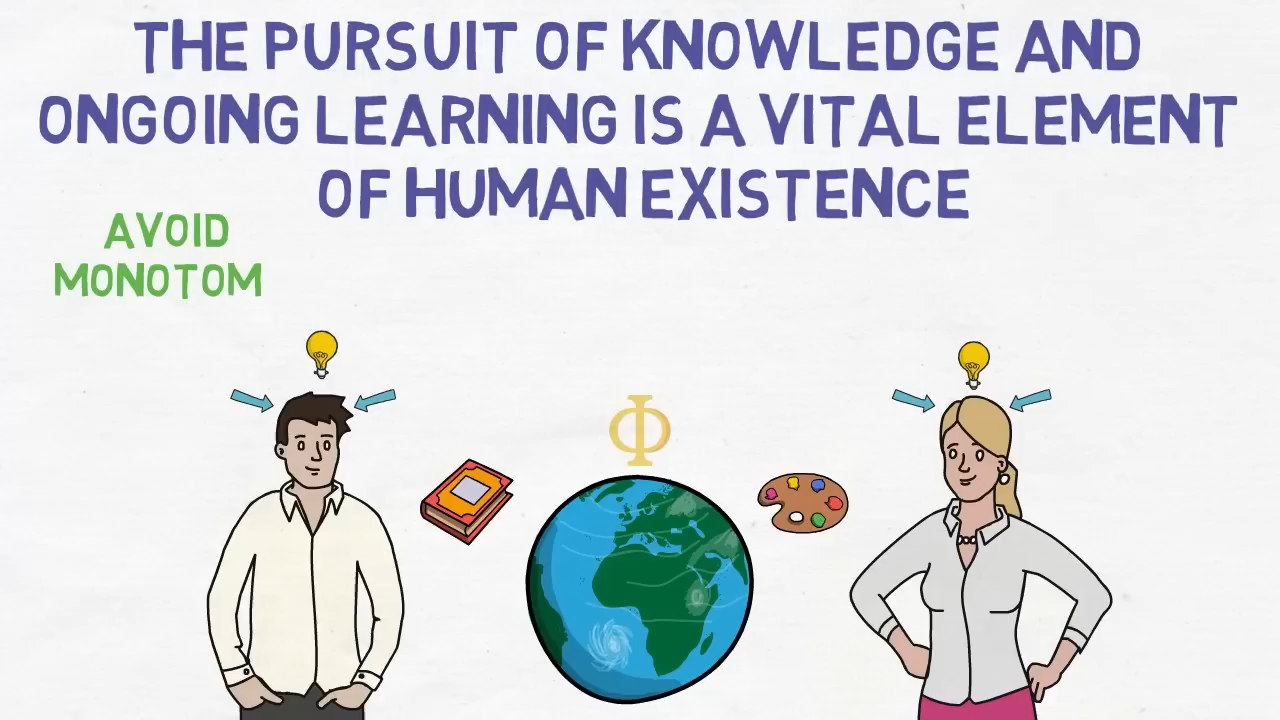 THE PURSUIT OF KNOWLEDGE AND
ONGOING LEARNING IS A VITAL ELEMENT
OF HUMAN EXISTENCE
AVOID
MONOTOM
Φ